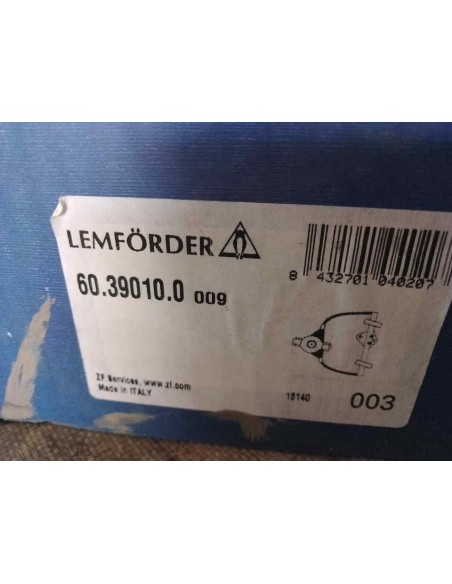 LEMFÖRDER
8 432701 040207
60.39010.0 009
ZF Services, www.zf.com
Made in ITALY
18140
003